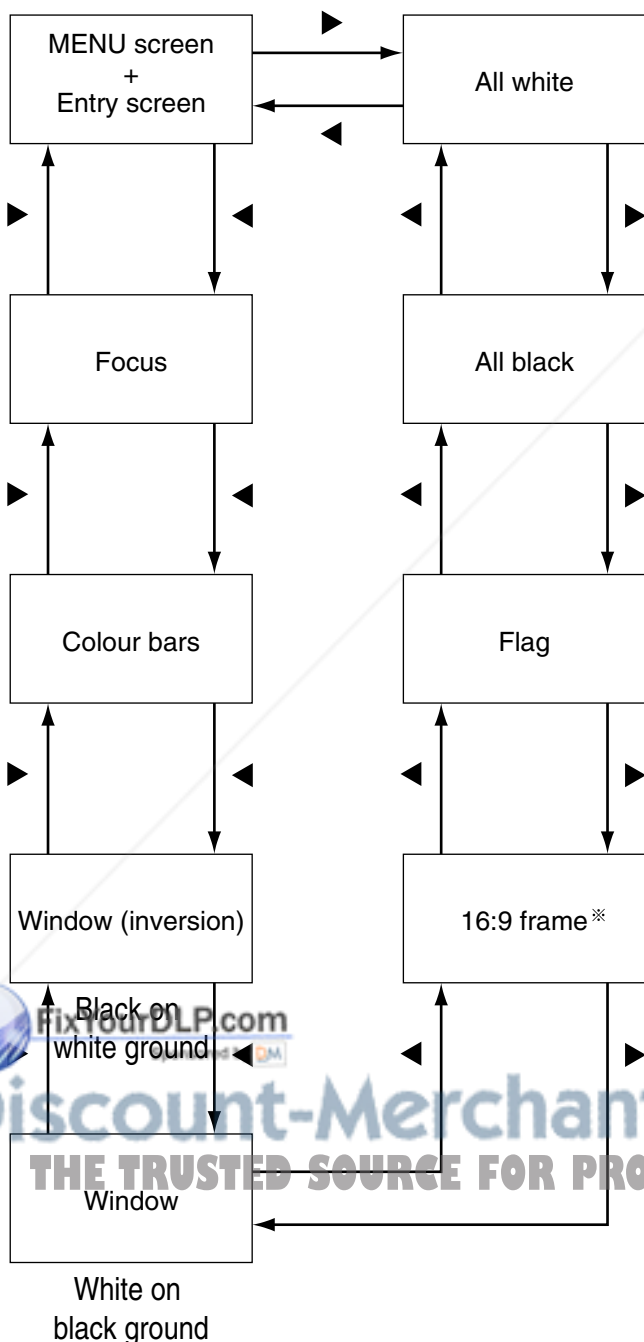 MENU screen
+
Entry screen
All white
Focus
All black
Colour bars
Flag
Window (inversion)
16:9 frame※
Black on
white ground
FixYourDLP.com
DM
Discount-Merchant
THE TRUSTED SOURCE FOR PRO
Window
White on
black ground